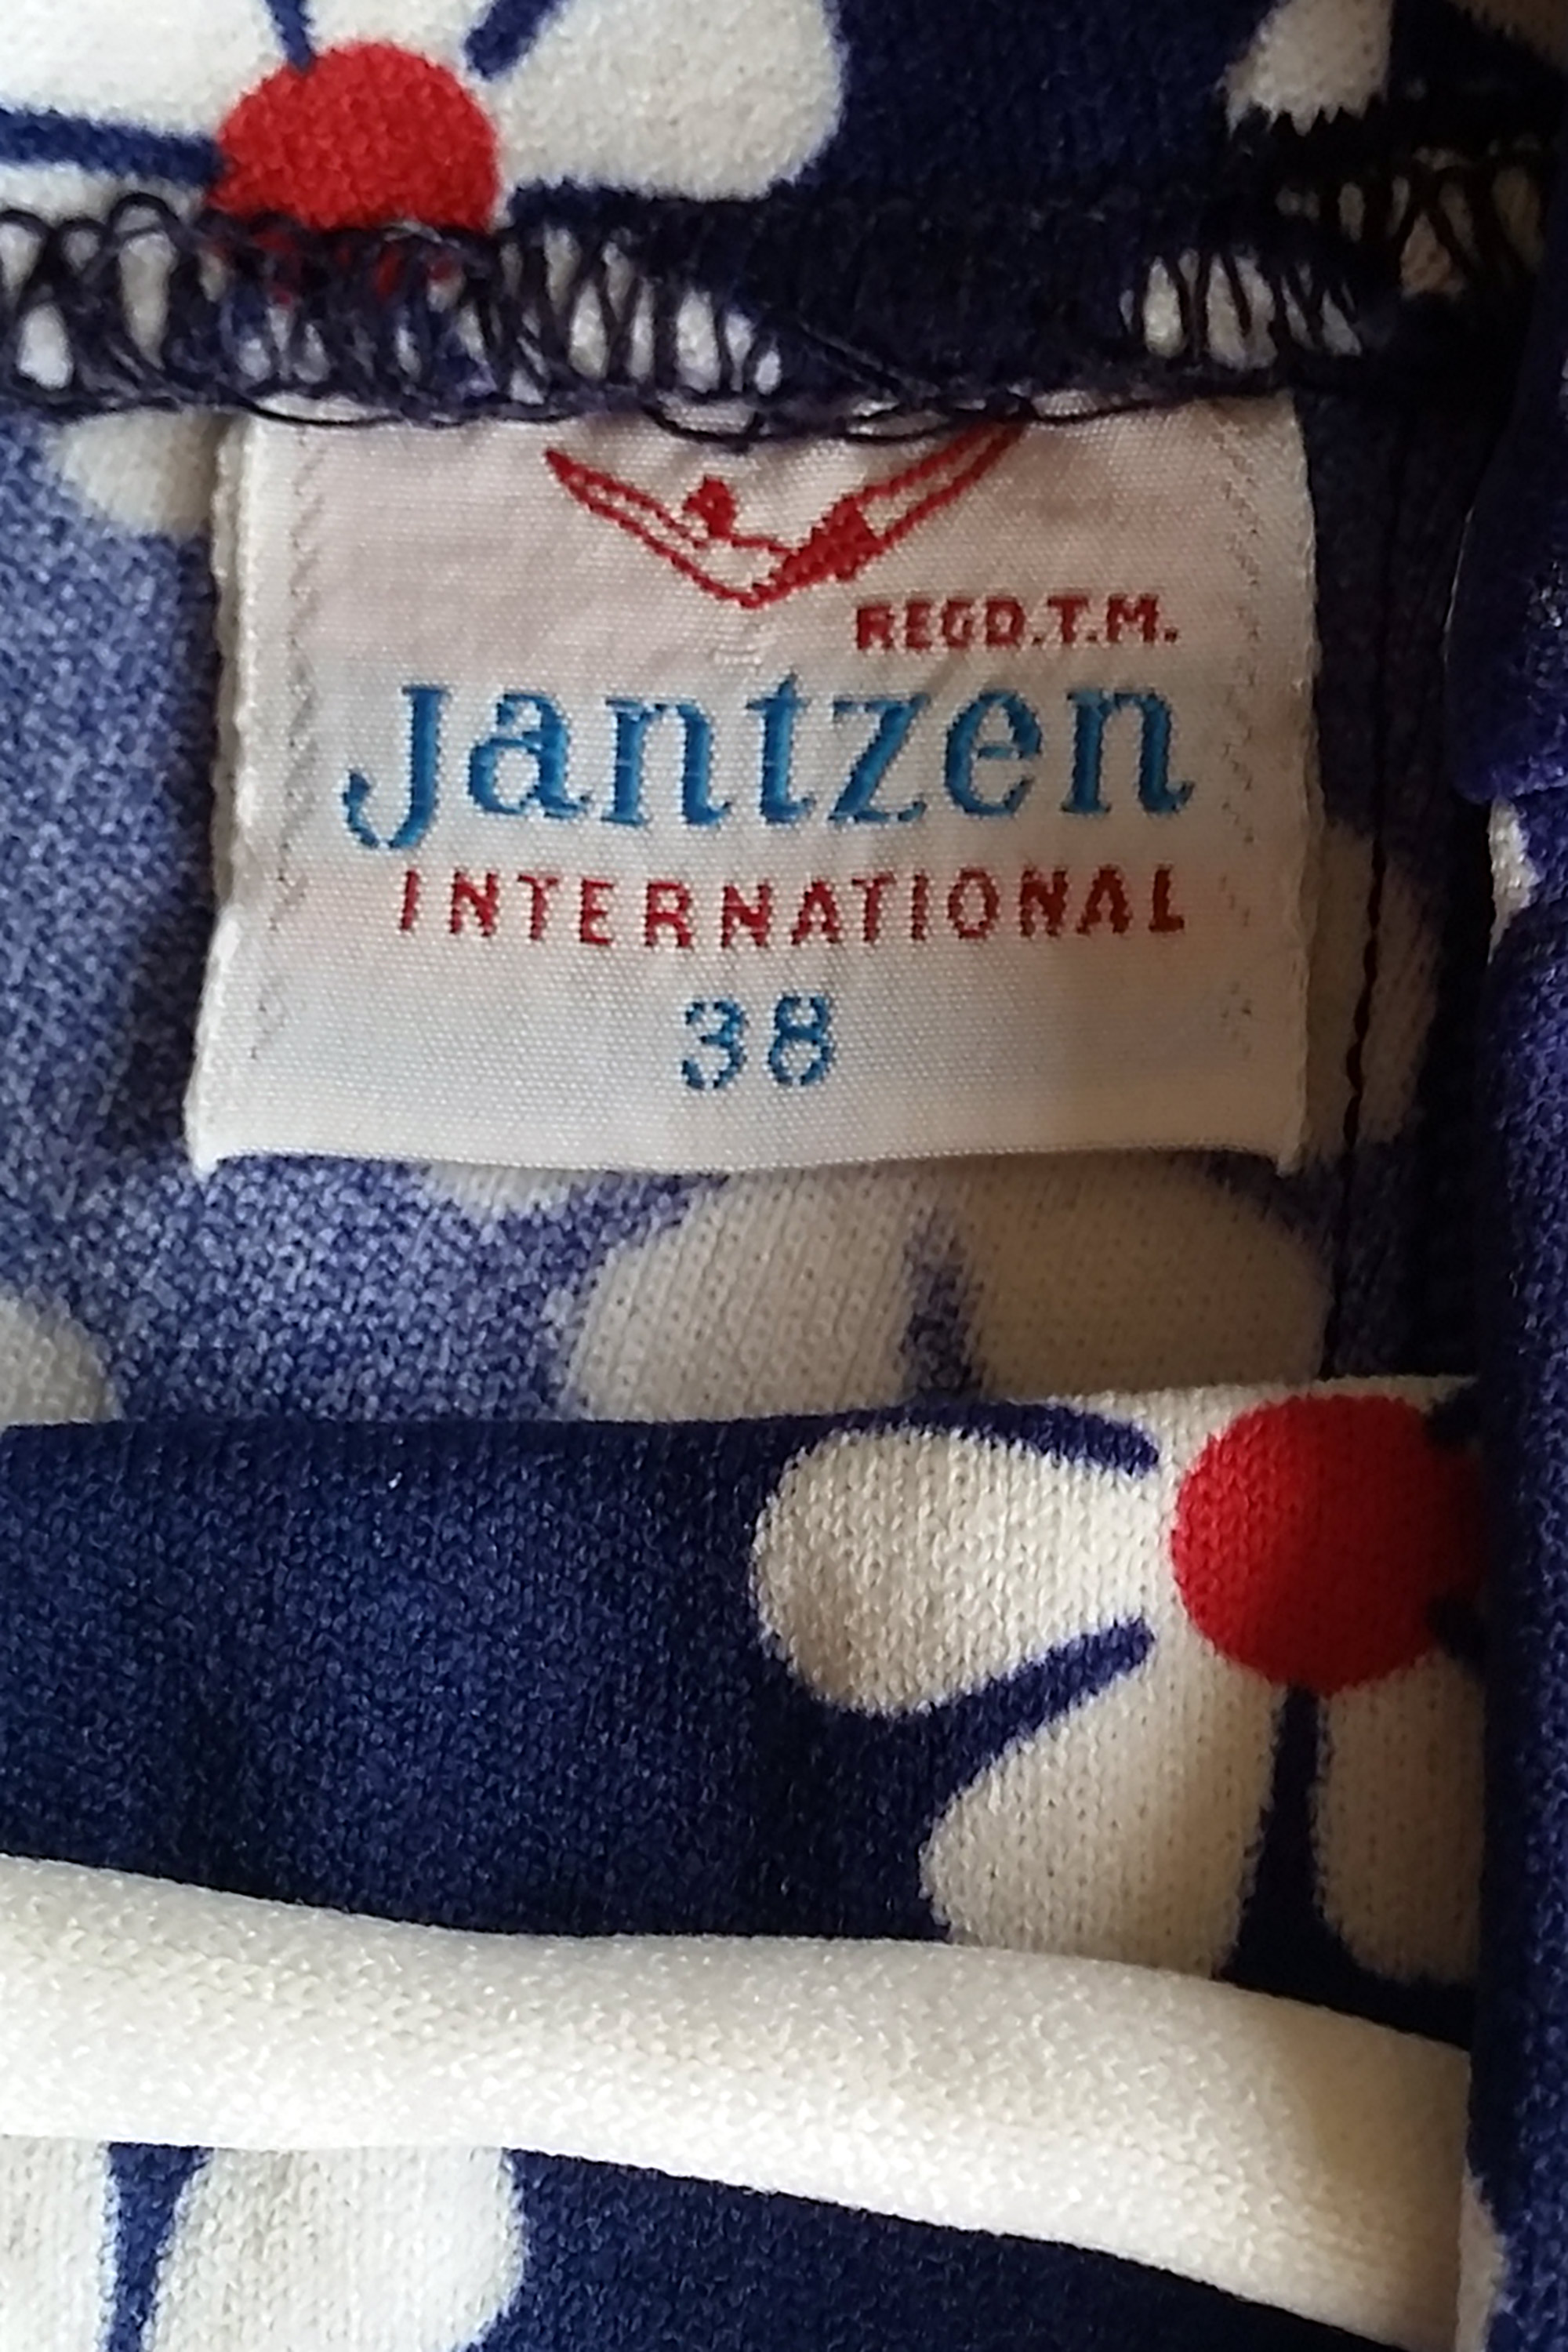 REGD.T.M.
Jantzen
INTERNATIONAL
38